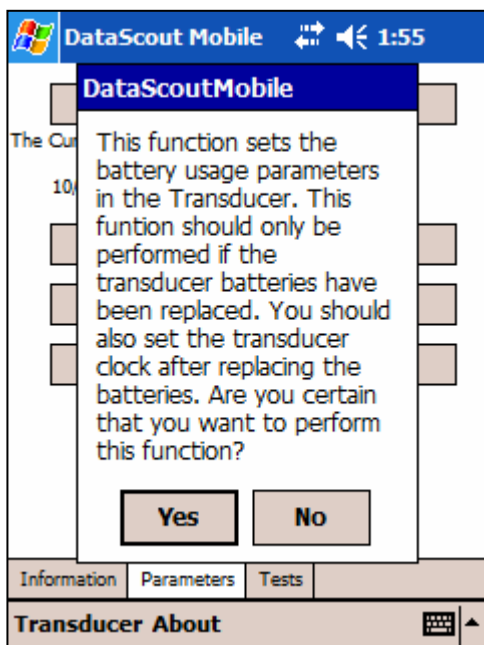 DataScout Mobile 1:55
DataScoutMobile
The Cur
10/
This function sets the
battery usage parameters
in the Transducer. This
funtion should only be
performed if the
transducer batteries have
been replaced. You should
also set the transducer
clock after replacing the
batteries. Are you certain
that you want to perform
this function?
Yes No
Information Parameters Tests
Transducer About